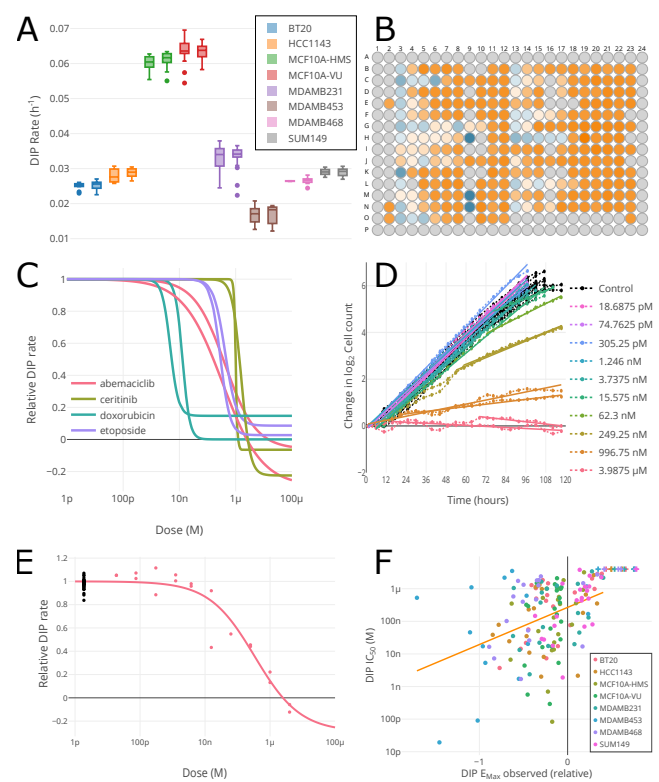 A
DIP Rate (h⁻¹)
0.07
0.06
0.05
0.04
0.03
0.02
0.01
BT20
HCC1143
MCF10A-HMS
MCF10A-VU
MDAMB231
MDAMB453
MDAMB468
SUM149
B
1 2 3 4 5 6 7 8 9 10 11 12 13 14 15 16 17 18 19 20 21 22 23 24
A
B
C
D
E
F
G
H
I
J
K
L
M
N
O
P
C
Relative DIP rate
1
0.8
0.6
0.4
0.2
0
−0.2
abemaciclib
ceritinib
doxorubicin
etoposide
1p 100p 10n 1μ 100μ
Dose (M)
D
Change in log₂ Cell count
6
4
2
0
−2
0 12 24 36 48 60 72 84 96 108 120
Time (hours)
Control
18.6875 pM
74.7625 pM
305.25 pM
1.246 nM
3.7375 nM
15.575 nM
62.3 nM
249.25 nM
996.75 nM
3.9875 μM
E
Relative DIP rate
1.2
1
0.8
0.6
0.4
0.2
0
−0.2
1p 100p 10n 1μ 100μ
Dose (M)
F
DIP IC₅₀ (M)
1μ
100n
10n
1n
100p
10p
−1 0
DIP E_Max observed (relative)
BT20
HCC1143
MCF10A-HMS
MCF10A-VU
MDAMB231
MDAMB453
MDAMB468
SUM149